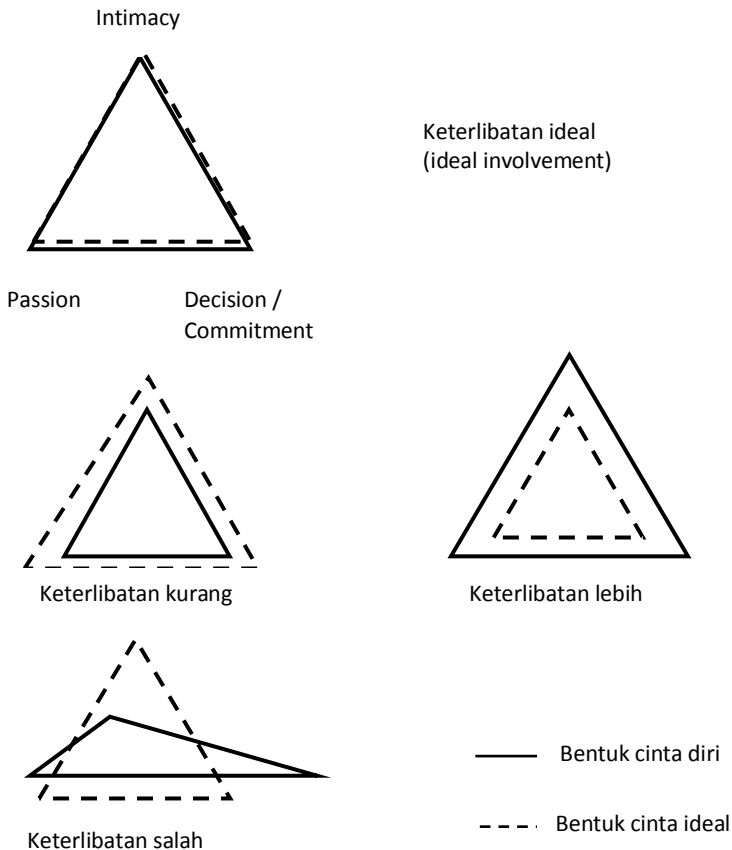 Intimacy
Keterlibatan ideal
(ideal involvement)
Passion
Decision /
Commitment
Keterlibatan kurang
Keterlibatan lebih
Bentuk cinta diri
Bentuk cinta ideal
Keterlibatan salah